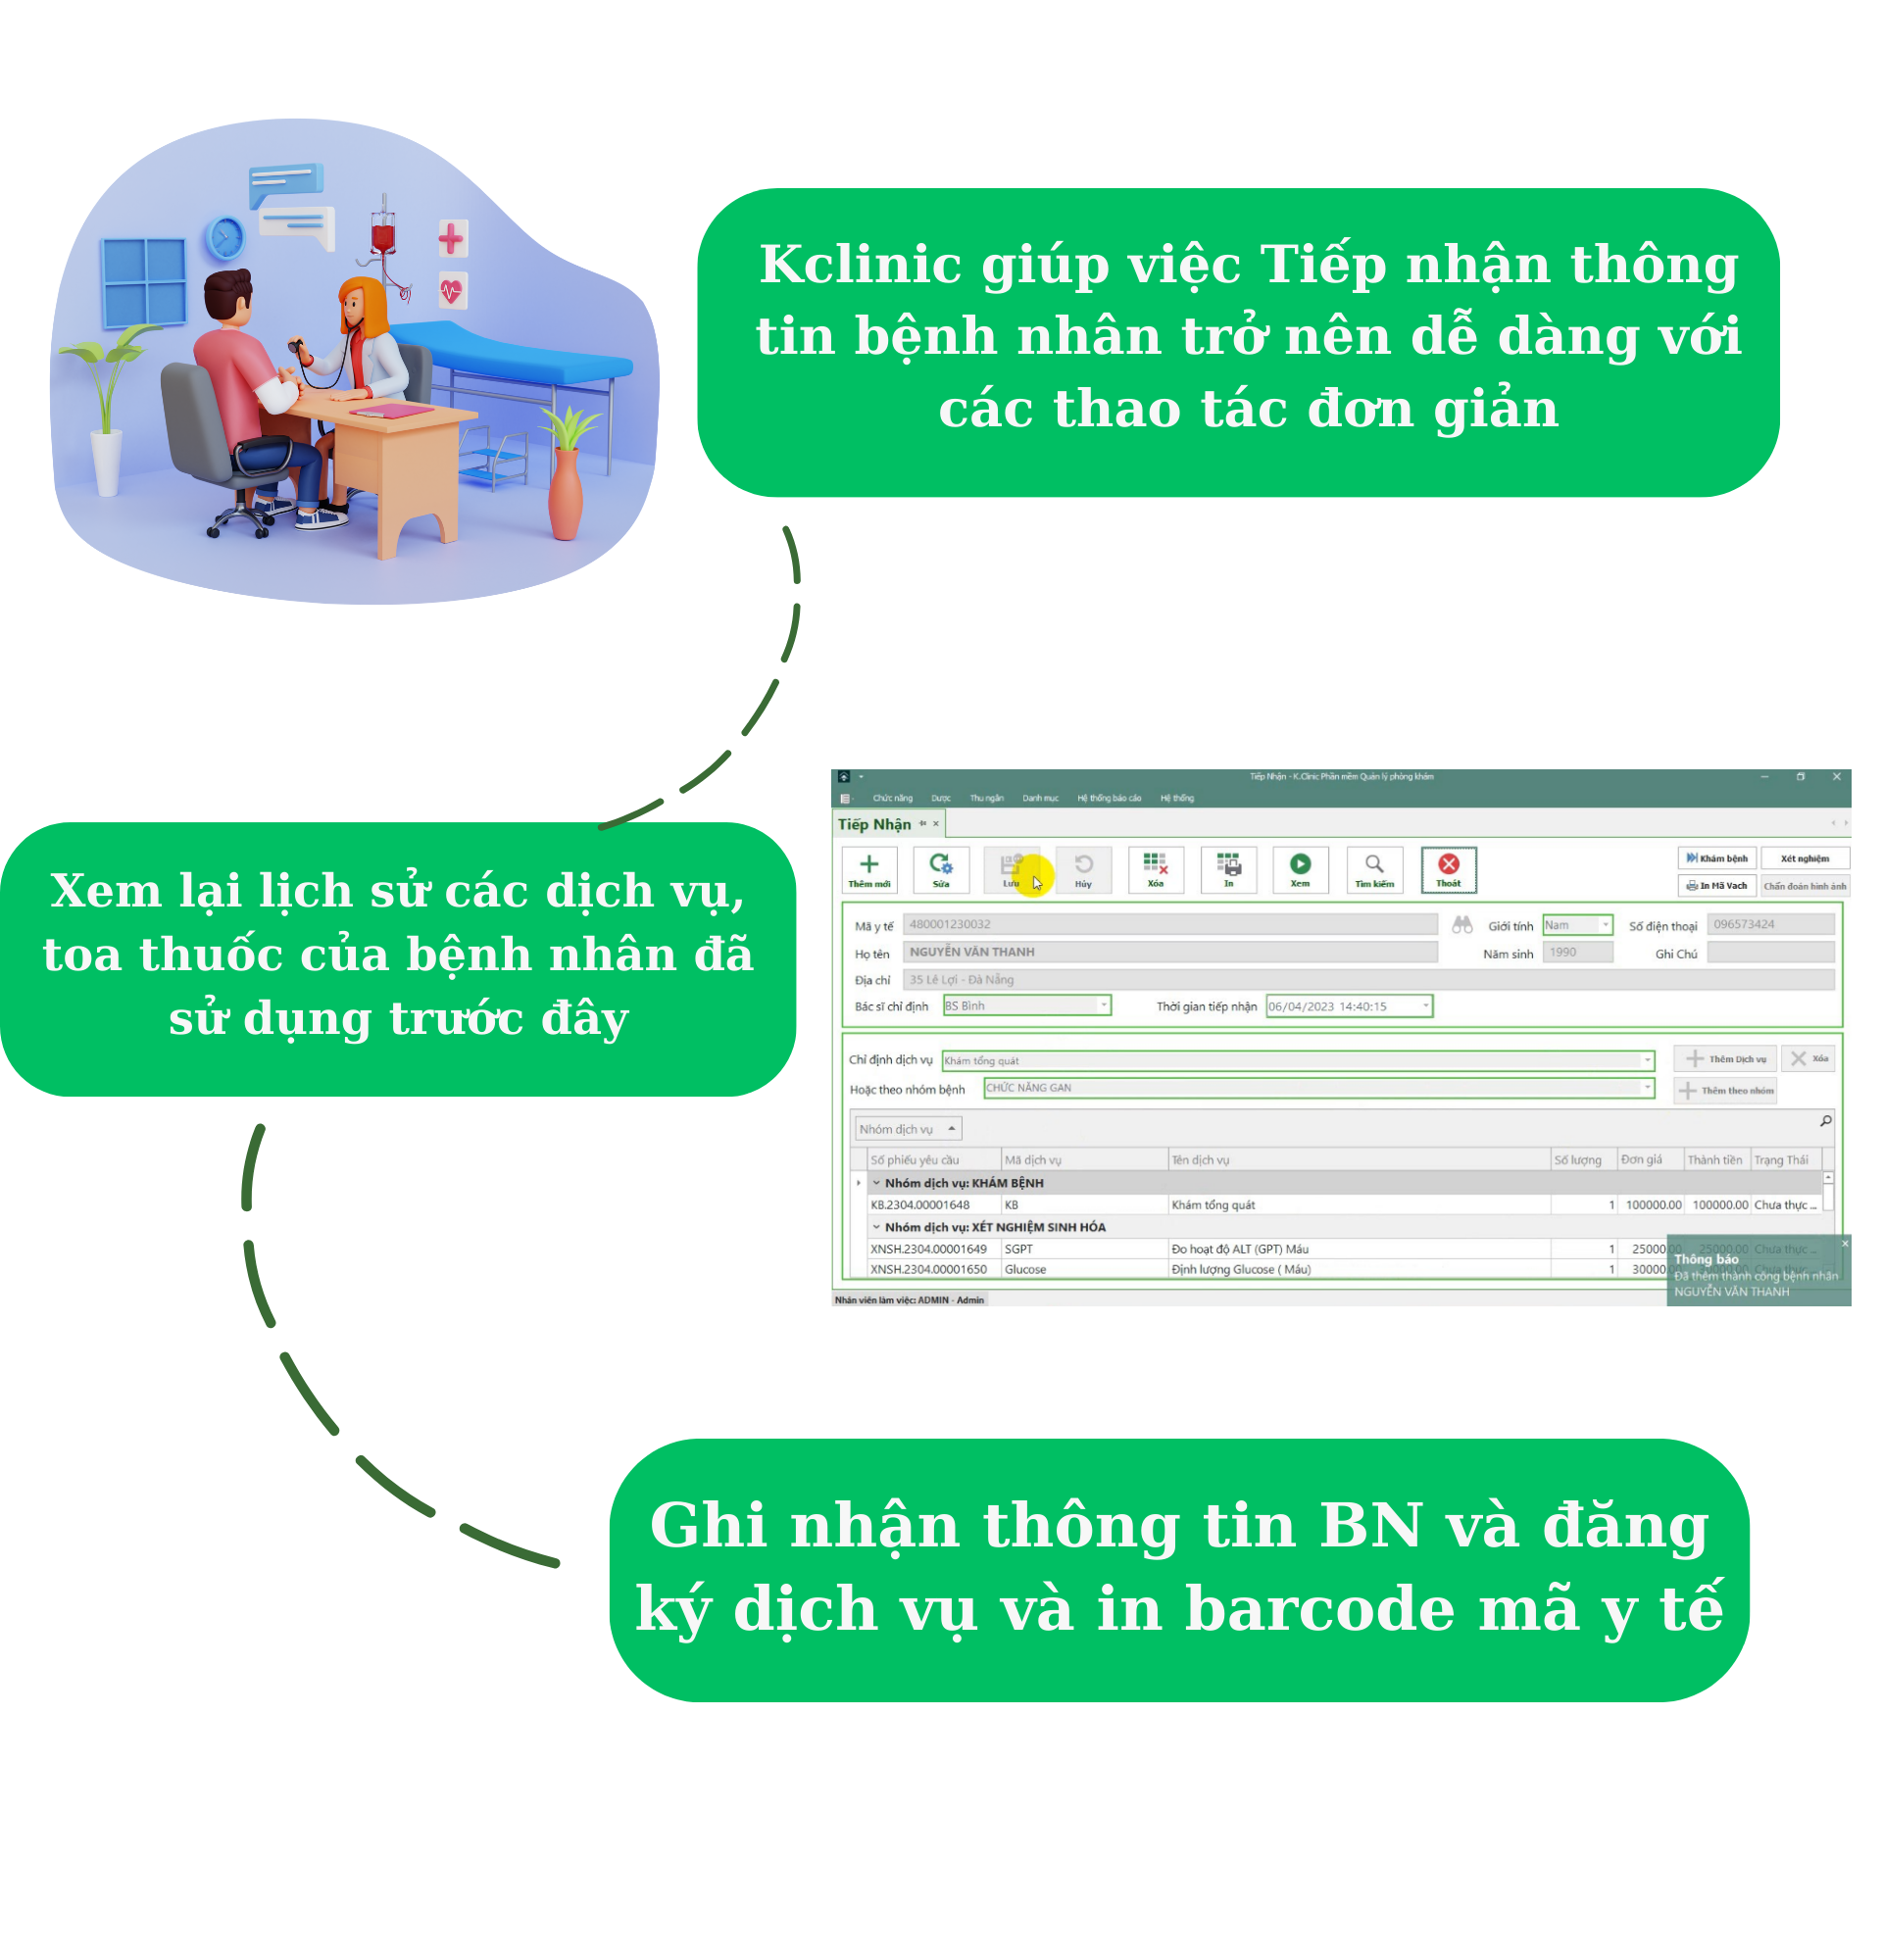 Kclinic giúp việc Tiếp nhận thông
tin bệnh nhân trở nên dễ dàng với
các thao tác đơn giản
Xem lại lịch sử các dịch vụ,
toa thuốc của bệnh nhân đã
sử dụng trước đây
Tiếp Nhận - K.Clinic Phần mềm Quản lý phòng khám
Chức năng Dược Thu ngân Danh mục Hệ thống báo cáo Hệ thống
Tiếp Nhận
Thêm mới Sửa Lưu Hủy Xóa In Xem Tìm kiếm Thoát
Khám bệnh Xét nghiệm
In Mã Vach Chẩn đoán hình ảnh
Mã y tế 480001230032 Giới tính Nam Số điện thoại 096573424
Họ tên NGUYỄN VĂN THANH Năm sinh 1990 Ghi Chú
Địa chỉ 35 Lê Lợi - Đà Nẵng
Bác sĩ chỉ định BS Bình Thời gian tiếp nhận 06/04/2023 14:40:15
Chỉ định dịch vụ Khám tổng quát Thêm Dịch vụ Xóa
Hoặc theo nhóm bệnh CHỨC NĂNG GAN Thêm theo nhóm
Nhóm dịch vụ
Số phiếu yêu cầu Mã dịch vụ Tên dịch vụ Số lượng Đơn giá Thành tiền Trạng Thái
Nhóm dịch vụ: KHÁM BỆNH
KB.2304.00001648 KB Khám tổng quát 1 100000.00 100000.00 Chưa thực ...
Nhóm dịch vụ: XÉT NGHIỆM SINH HÓA
XNSH.2304.00001649 SGPT Đo hoạt độ ALT (GPT) Máu 1 25000.00 25000.00 Chưa thực ...
XNSH.2304.00001650 Glucose Định lượng Glucose ( Máu) 1
Thông báo
Đã thêm thành công bệnh nhân
NGUYỄN VĂN THANH
Nhân viên làm việc: ADMIN - Admin
Ghi nhận thông tin BN và đăng
ký dịch vụ và in barcode mã y tế